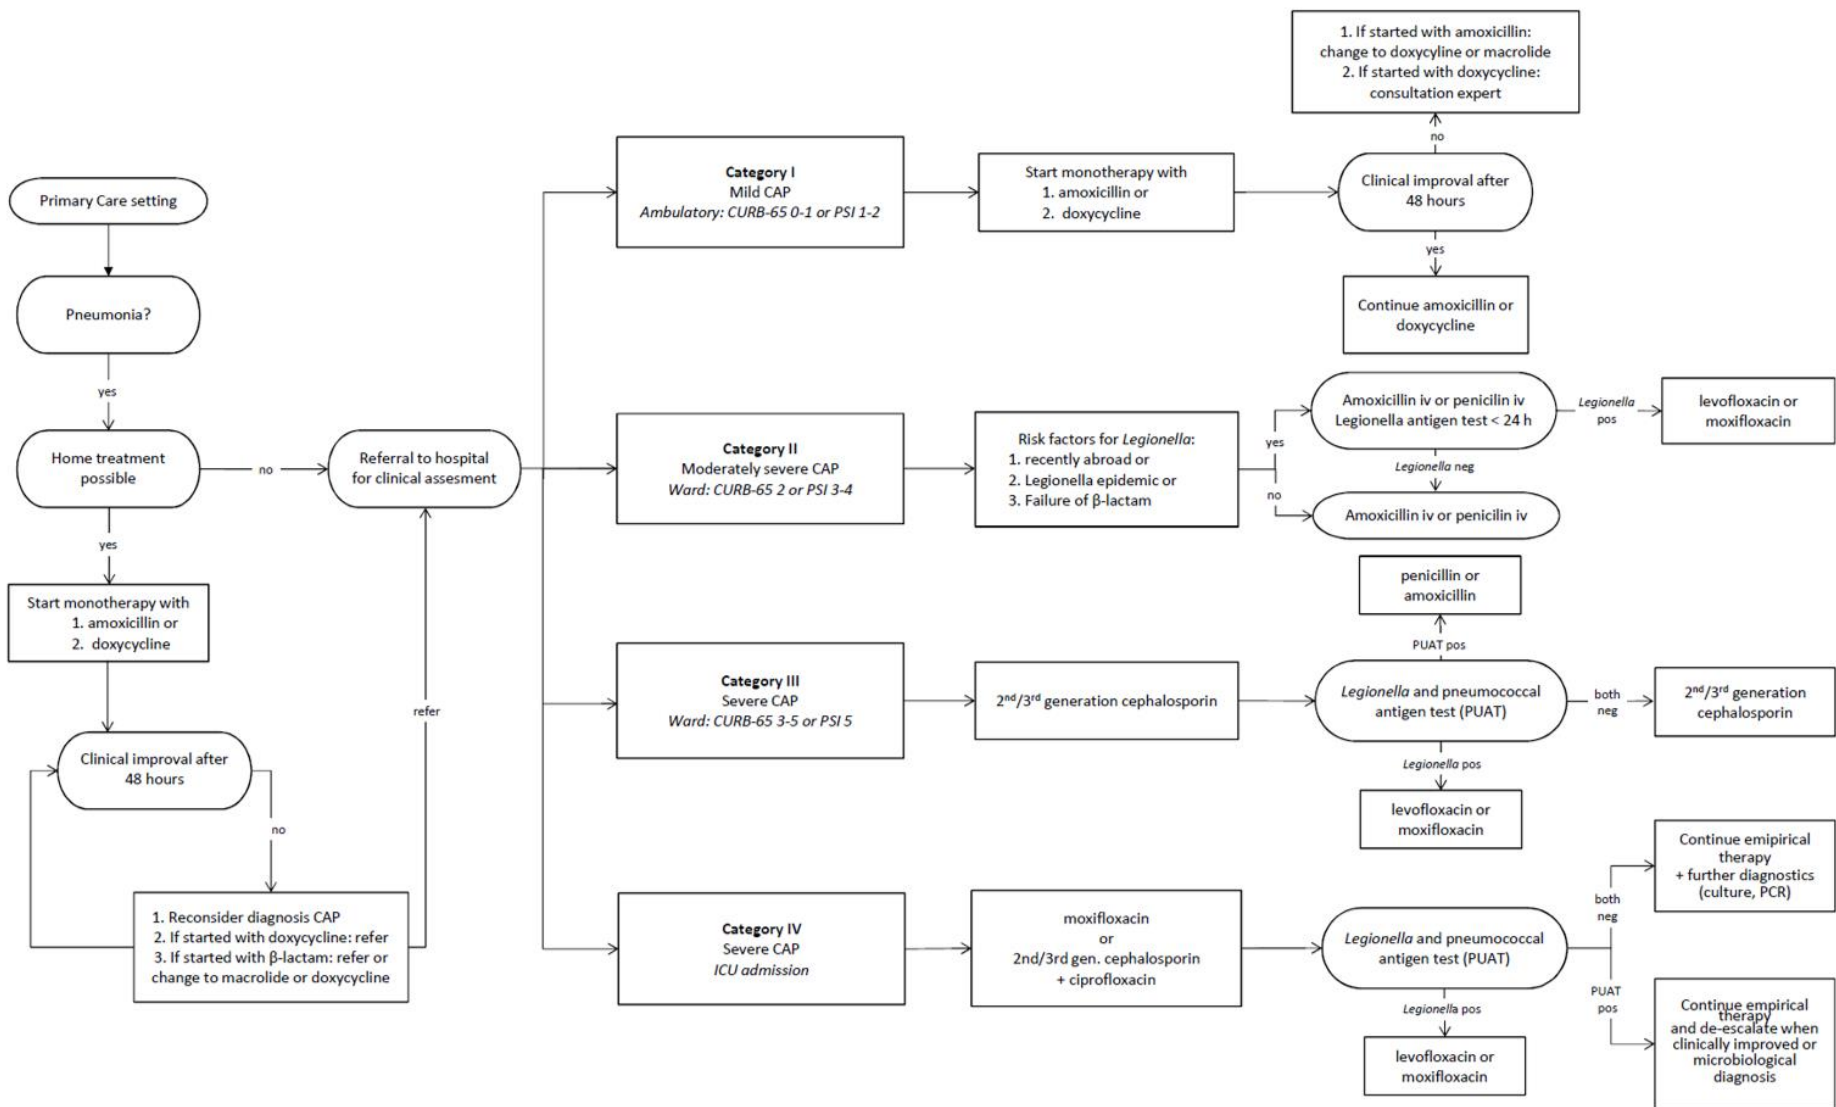 Primary Care setting
Pneumonia?
yes
Home treatment
possible
no
yes
Start monotherapy with
1. amoxicillin or
2. doxycycline
Clinical improval after
48 hours
no
1. Reconsider diagnosis CAP
2. If started with doxycycline: refer
3. If started with β-lactam: refer or
change to macrolide or doxycycline
refer
Referral to hospital
for clinical assesment
Category I
Mild CAP
Ambulatory: CURB-65 0-1 or PSI 1-2
Start monotherapy with
1. amoxicillin or
2. doxycycline
Clinical improval after
48 hours
no
1. If started with amoxicillin:
change to doxycyline or macrolide
2. If started with doxycycline:
consultation expert
yes
Continue amoxicillin or
doxycycline
Category II
Moderately severe CAP
Ward: CURB-65 2 or PSI 3-4
Risk factors for Legionella:
1. recently abroad or
2. Legionella epidemic or
3. Failure of β-lactam
yes
no
Amoxicillin iv or penicilin iv
Legionella antigen test < 24 h
Legionella
pos
levofloxacin or
moxifloxacin
Legionella neg
Amoxicillin iv or penicilin iv
Category III
Severe CAP
Ward: CURB-65 3-5 or PSI 5
2nd/3rd generation cephalosporin
Legionella and pneumococcal
antigen test (PUAT)
PUAT pos
penicillin or
amoxicillin
both
neg
2nd/3rd generation
cephalosporin
Legionella pos
levofloxacin or
moxifloxacin
Category IV
Severe CAP
ICU admission
moxifloxacin
or
2nd/3rd gen. cephalosporin
+ ciprofloxacin
Legionella and pneumococcal
antigen test (PUAT)
both
neg
Continue emipirical
therapy
+ further diagnostics
(culture, PCR)
PUAT
pos
Continue empirical
therapy
and de-escalate when
clinically improved or
microbiological
diagnosis
Legionella pos
levofloxacin or
moxifloxacin